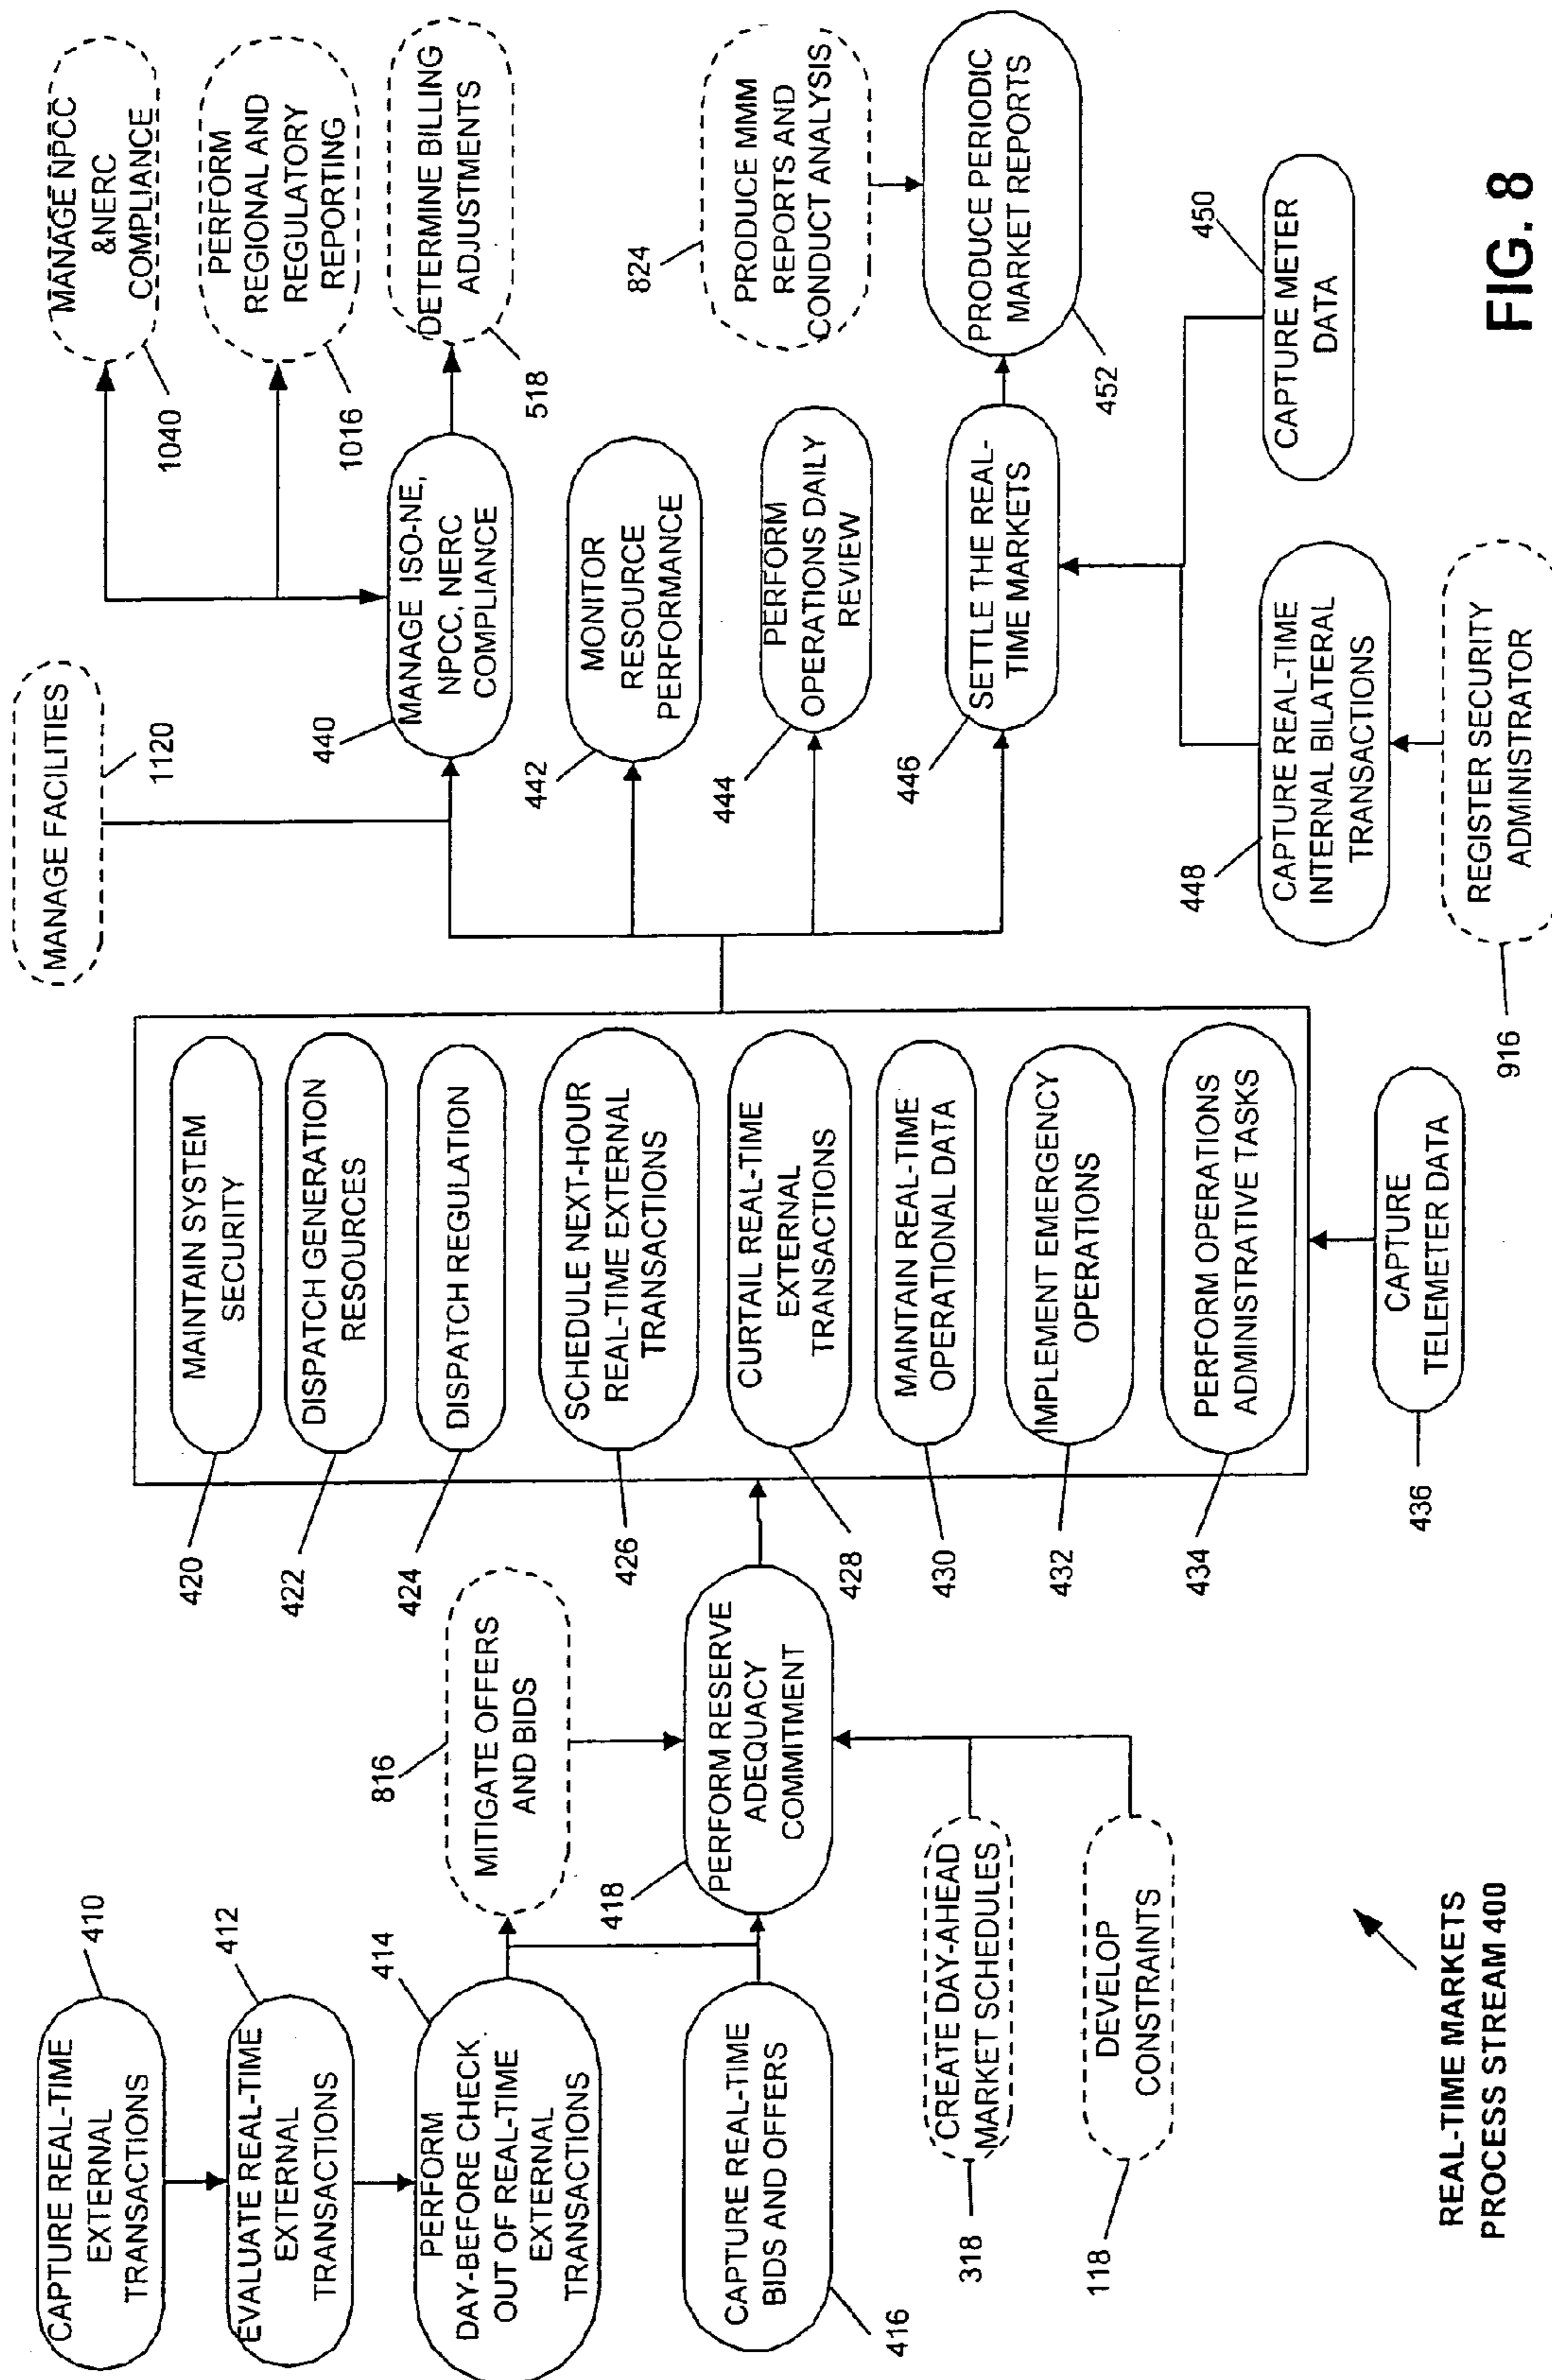 CAPTURE REAL-TIME
EXTERNAL
TRANSACTIONS
410
EVALUATE REAL-TIME
EXTERNAL
TRANSACTIONS
412
PERFORM
DAY-BEFORE CHECK
OUT OF REAL-TIME
EXTERNAL
TRANSACTIONS
414
CAPTURE REAL-TIME
BIDS AND OFFERS
416
MITIGATE OFFERS
AND BIDS
816
PERFORM RESERVE
ADEQUACY
COMMITMENT
418
CREATE DAY-AHEAD
MARKET SCHEDULES
318
DEVELOP
CONSTRAINTS
118
MAINTAIN SYSTEM
SECURITY
420
DISPATCH GENERATION
RESOURCES
422
DISPATCH REGULATION
424
SCHEDULE NEXT-HOUR
REAL-TIME EXTERNAL
TRANSACTIONS
426
CURTAIL REAL-TIME
EXTERNAL
TRANSACTIONS
428
MAINTAIN REAL-TIME
OPERATIONAL DATA
430
IMPLEMENT EMERGENCY
OPERATIONS
432
PERFORM OPERATIONS
ADMINISTRATIVE TASKS
434
CAPTURE
TELEMETER DATA
436
MANAGE FACILITIES
1120
MANAGE ISO-NE,
NPCC, NERC
COMPLIANCE
440
MONITOR
RESOURCE
PERFORMANCE
442
PERFORM
OPERATIONS DAILY
REVIEW
444
SETTLE THE REAL-
TIME MARKETS
446
CAPTURE REAL-TIME
INTERNAL BILATERAL
TRANSACTIONS
448
REGISTER SECURITY
ADMINISTRATOR
916
CAPTURE METER
DATA
450
MANAGE NPCC
&NERC
COMPLIANCE
1040
PERFORM
REGIONAL AND
REGULATORY
REPORTING
1016
DETERMINE BILLING
ADJUSTMENTS
518
PRODUCE MMM
REPORTS AND
CONDUCT ANALYSIS
824
PRODUCE PERIODIC
MARKET REPORTS
452
REAL-TIME MARKETS
PROCESS STREAM 400
FIG. 8